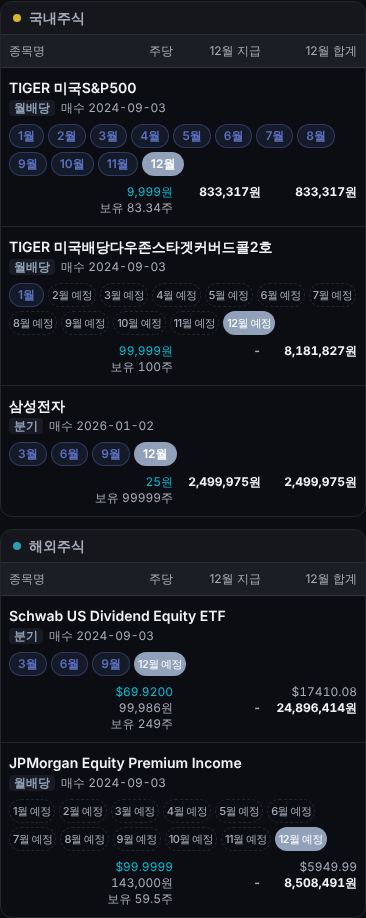 국내주식
종목명 주당 12월 지급 12월 합계
TIGER 미국S&P500
월배당 매수 2024-09-03
1월 2월 3월 4월 5월 6월 7월 8월
9월 10월 11월 12월
9,999원 833,317원 833,317원
보유 83.34주
TIGER 미국배당다우존스타겟커버드콜2호
월배당 매수 2024-09-03
1월 2월 예정 3월 예정 4월 예정 5월 예정 6월 예정 7월 예정
8월 예정 9월 예정 10월 예정 11월 예정 12월 예정
99,999원 - 8,181,827원
보유 100주
삼성전자
분기 매수 2026-01-02
3월 6월 9월 12월
25원 2,499,975원 2,499,975원
보유 99999주
해외주식
종목명 주당 12월 지급 12월 합계
Schwab US Dividend Equity ETF
분기 매수 2024-09-03
3월 6월 9월 12월 예정
$69.9200 $17410.08
99,986원 - 24,896,414원
보유 249주
JPMorgan Equity Premium Income
월배당 매수 2024-09-03
1월 예정 2월 예정 3월 예정 4월 예정 5월 예정 6월 예정
7월 예정 8월 예정 9월 예정 10월 예정 11월 예정 12월 예정
$99.9999 $5949.99
143,000원 - 8,508,491원
보유 59.5주